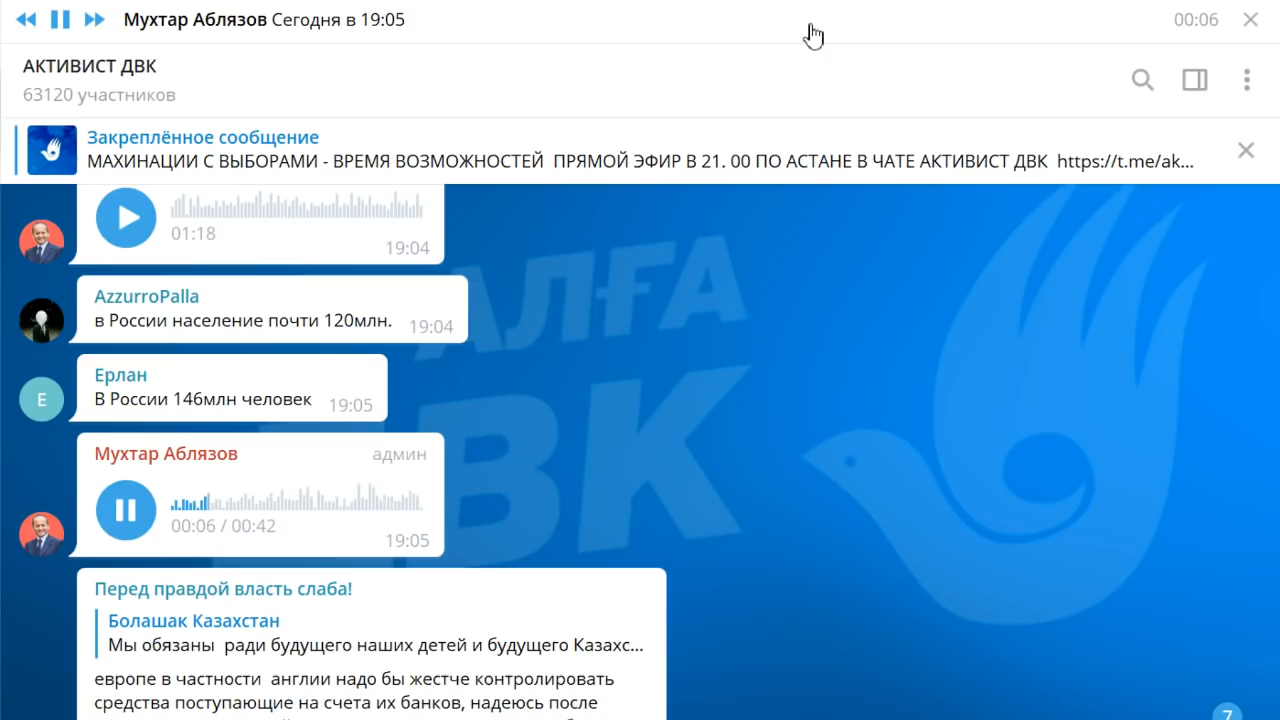 Мухтар Аблязов Сегодня в 19:05
00:06
АКТИВИСТ ДВК
63120 участников
Закреплённое сообщение
МАХИНАЦИИ С ВЫБОРАМИ - ВРЕМЯ ВОЗМОЖНОСТЕЙ ПРЯМОЙ ЭФИР В 21. 00 ПО АСТАНЕ В ЧАТЕ АКТИВИСТ ДВК https://t.me/ak...
01:18
19:04
AzzurroPalla
в России население почти 120млн.
19:04
Е
Ерлан
В России 146млн человек
19:05
Мухтар Аблязов
админ
00:06 / 00:42
19:05
АЛҒА
ДВК
Перед правдой власть слаба!
Болашак Казахстан
Мы обязаны ради будущего наших детей и будущего Казахс...
европе в частности англии надо бы жестче контролировать
средства поступающие на счета их банков, надеюсь после
7